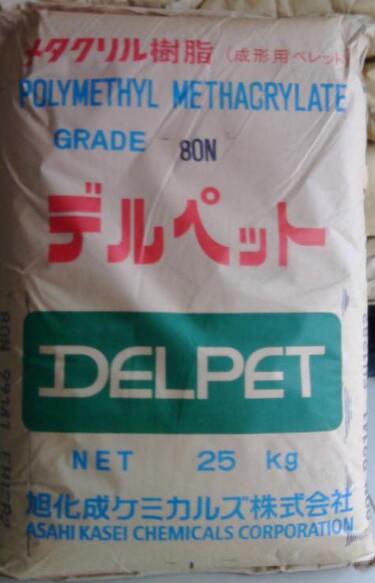 メタクリル樹脂（成形用ペレット）
POLYMETHYL METHACRYLATE
GRADE 80N
デルペット
DELPET
NET 25 kg
旭化成ケミカルズ株式会社
ASAHI KASEI CHEMICALS CORPORATION
80N